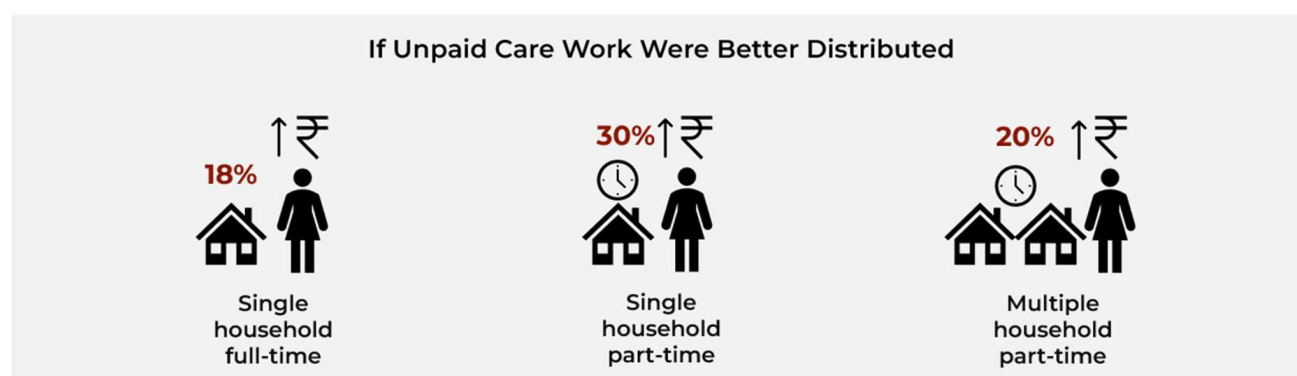 If Unpaid Care Work Were Better Distributed
18% ↑₹
30% ↑₹
20% ↑₹
Single
household
full-time
Single
household
part-time
Multiple
household
part-time